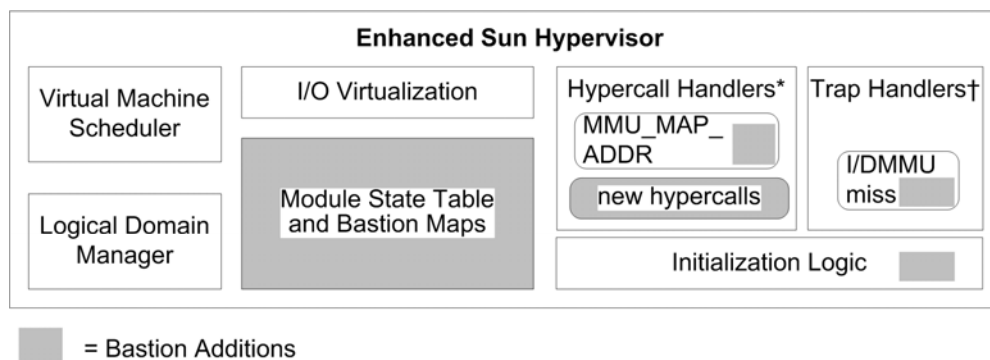 Enhanced Sun Hypervisor
Virtual Machine
Scheduler
I/O Virtualization
Hypercall Handlers*
Trap Handlers†
MMU_MAP_
ADDR
I/DMMU
miss
Module State Table
and Bastion Maps
new hypercalls
Logical Domain
Manager
Initialization Logic
= Bastion Additions